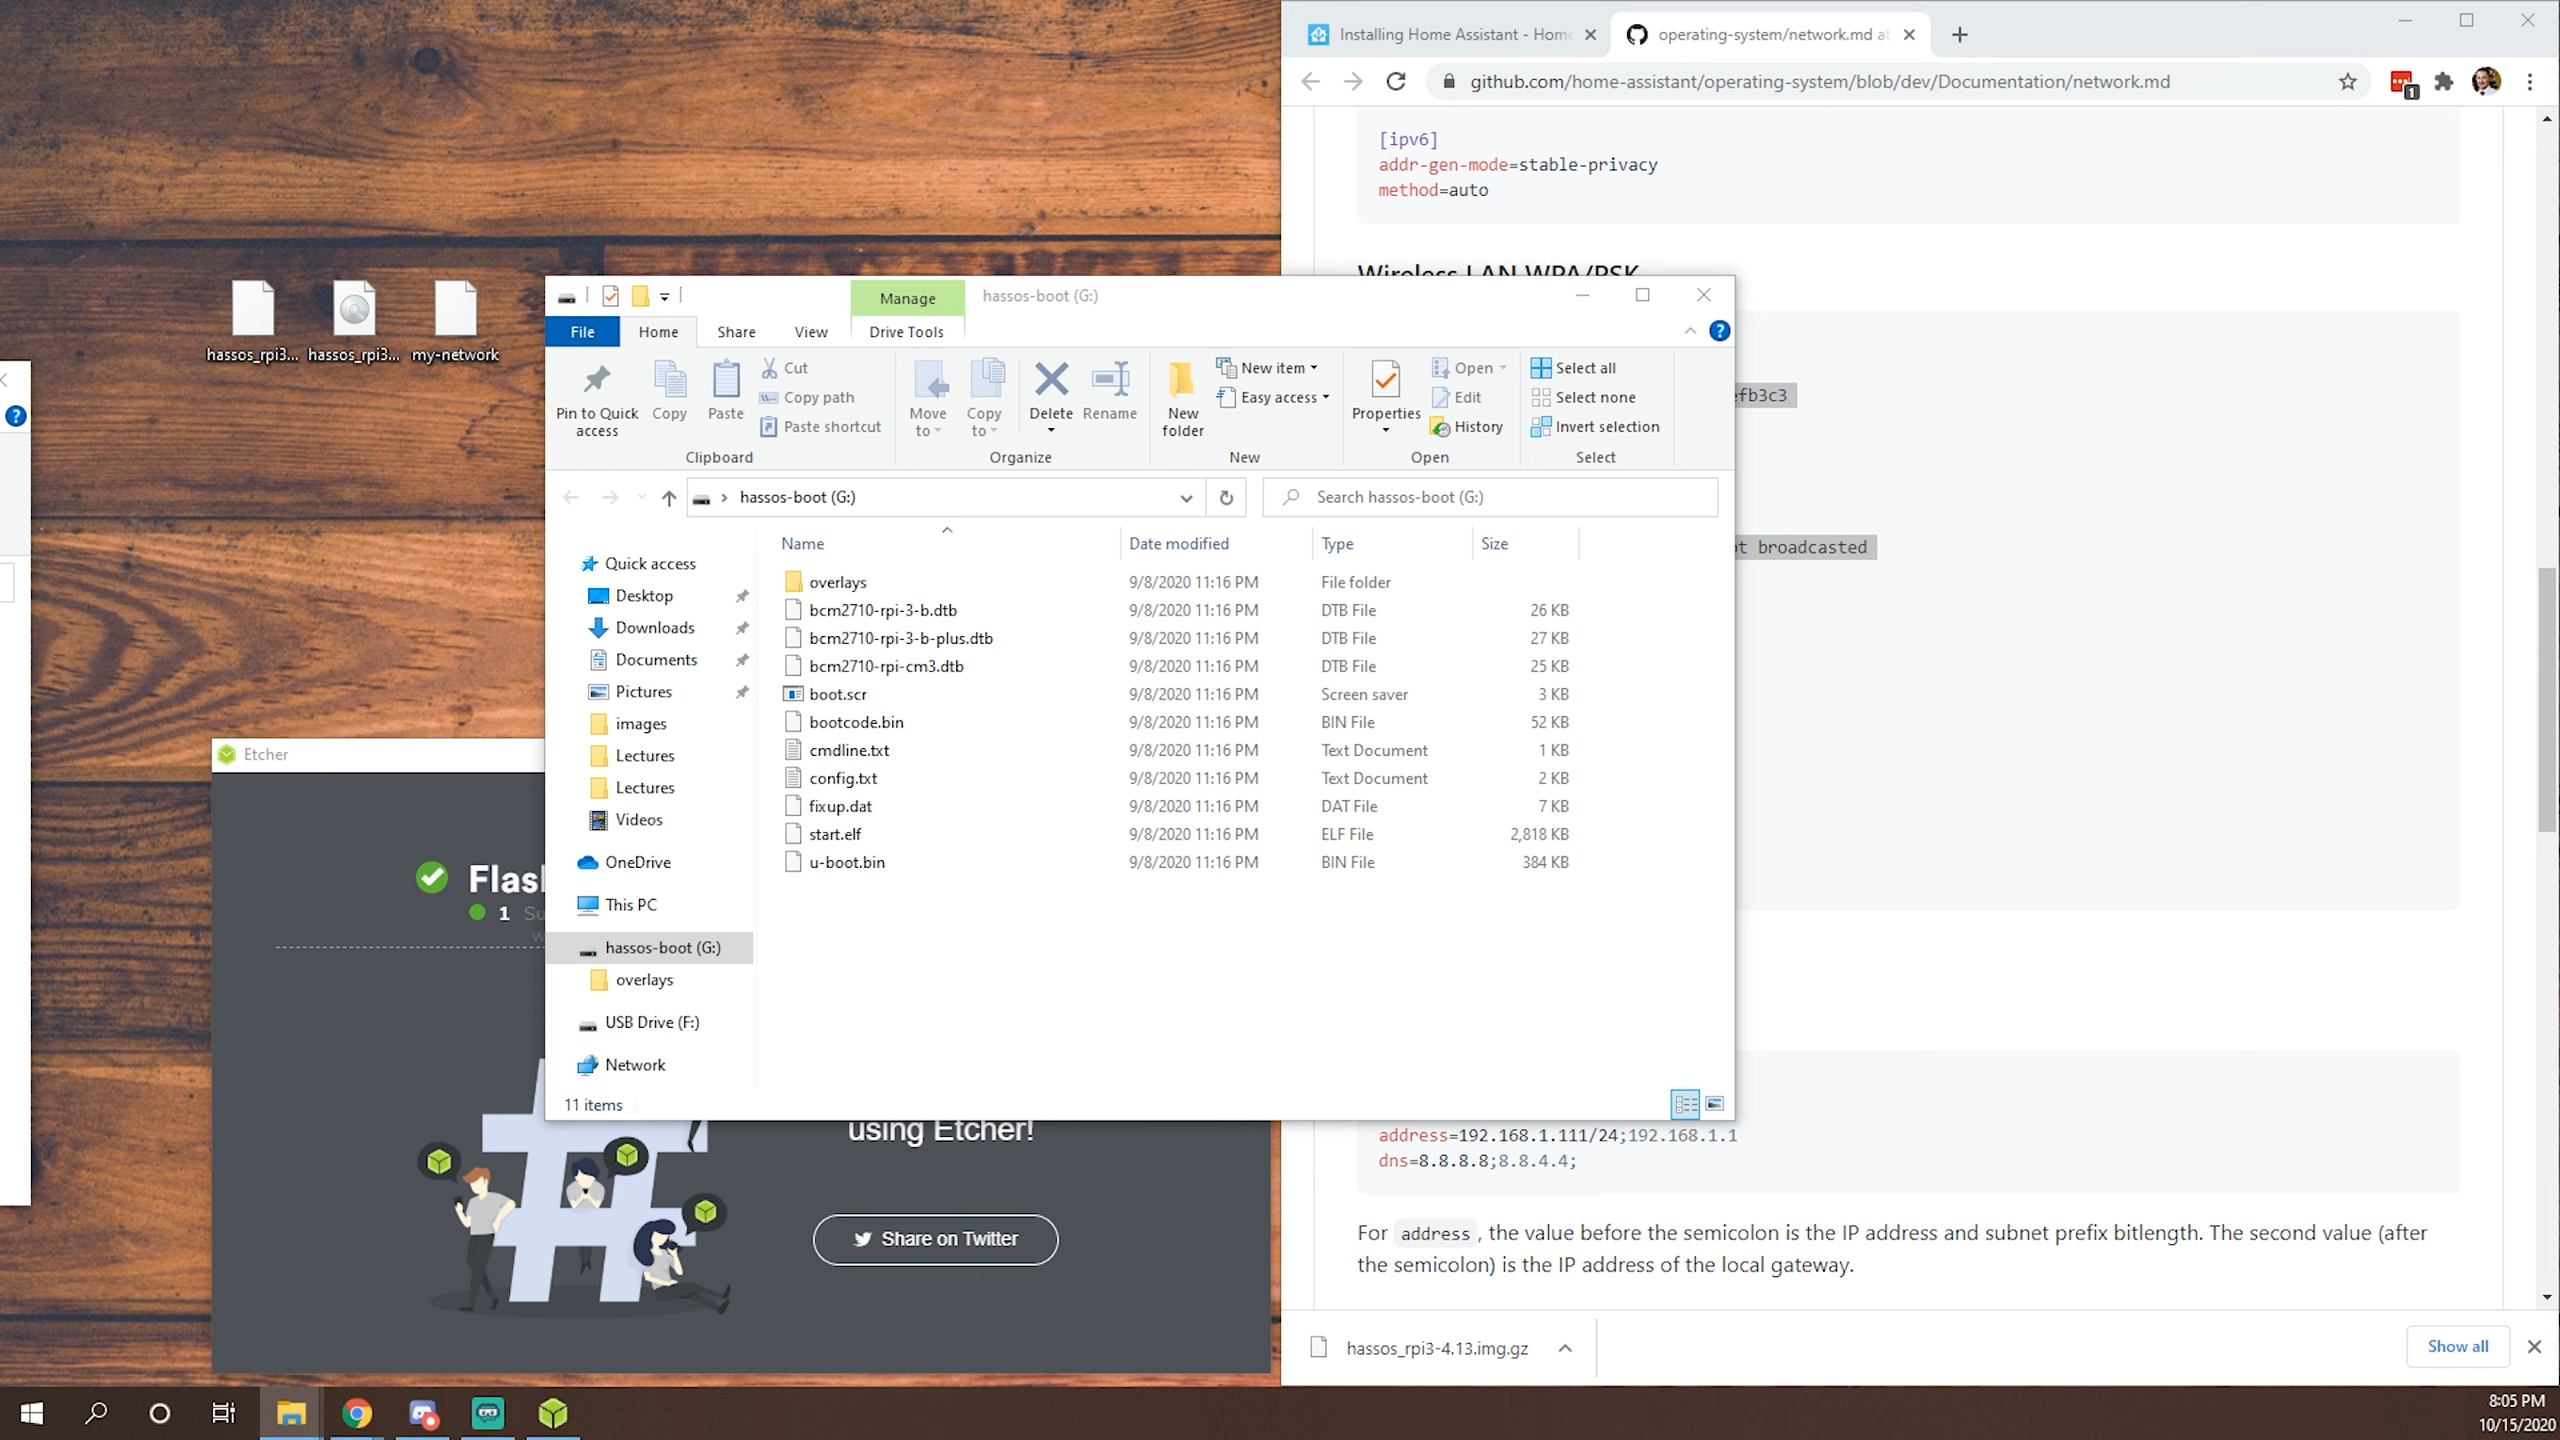 Installing Home Assistant - Home
operating-system/network.md at
github.com/home-assistant/operating-system/blob/dev/Documentation/network.md
1
[ipv6]
addr-gen-mode=stable-privacy
method=auto
Wireless LAN WPA/PSK
efb3c3
broadcasted
address=192.168.1.111/24;192.168.1.1
dns=8.8.8.8;8.8.4.4;
For address, the value before the semicolon is the IP address and subnet prefix bitlength. The second value (after
the semicolon) is the IP address of the local gateway.
hassos_rpi3-4.13.img.gz
Show all
hassos_rpi3...
hassos_rpi3...
my-network
Manage
hassos-boot (G:)
File
Home
Share
View
Drive Tools
Pin to Quick
access
Copy
Paste
Cut
Copy path
Paste shortcut
Clipboard
Move
to
Copy
to
Delete
Rename
Organize
New
folder
New item
Easy access
New
Properties
Open
Edit
History
Open
Select all
Select none
Invert selection
Select
hassos-boot (G:)
Search hassos-boot (G:)
Quick access
Desktop
Downloads
Documents
Pictures
images
Lectures
Lectures
Videos
OneDrive
This PC
hassos-boot (G:)
overlays
USB Drive (F:)
Network
Name Date modified Type Size
overlays 9/8/2020 11:16 PM File folder
bcm2710-rpi-3-b.dtb 9/8/2020 11:16 PM DTB File 26 KB
bcm2710-rpi-3-b-plus.dtb 9/8/2020 11:16 PM DTB File 27 KB
bcm2710-rpi-cm3.dtb 9/8/2020 11:16 PM DTB File 25 KB
boot.scr 9/8/2020 11:16 PM Screen saver 3 KB
bootcode.bin 9/8/2020 11:16 PM BIN File 52 KB
cmdline.txt 9/8/2020 11:16 PM Text Document 1 KB
config.txt 9/8/2020 11:16 PM Text Document 2 KB
fixup.dat 9/8/2020 11:16 PM DAT File 7 KB
start.elf 9/8/2020 11:16 PM ELF File 2,818 KB
u-boot.bin 9/8/2020 11:16 PM BIN File 384 KB
11 items
Etcher
Flas
1 Su
using Etcher!
Share on Twitter
8:05 PM
10/15/2020